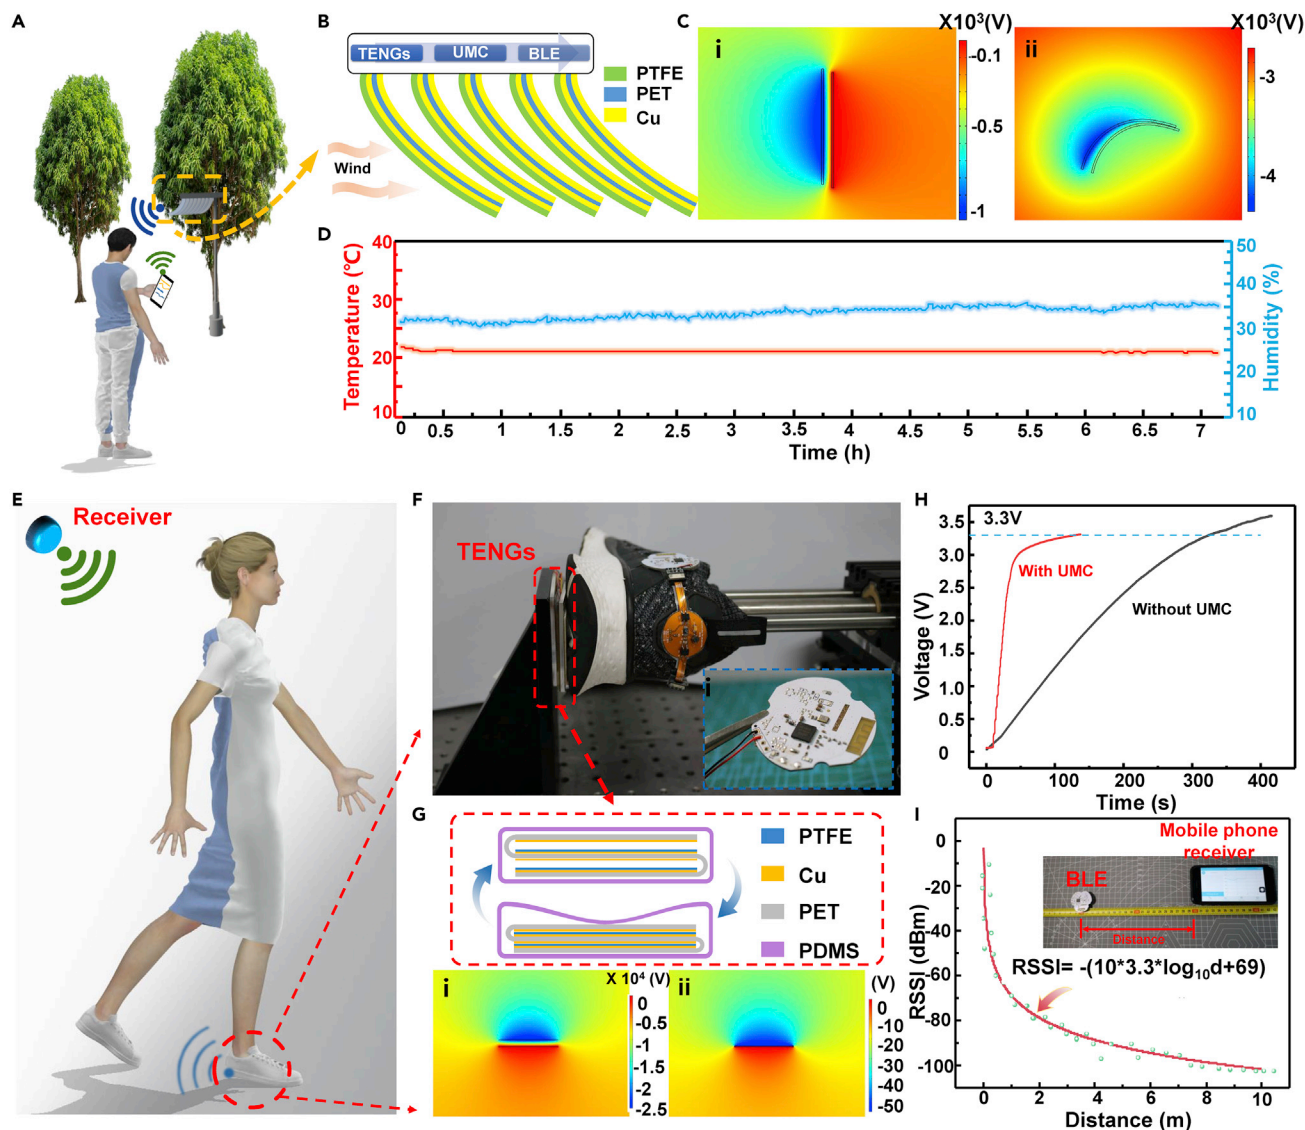 A
B
TENGs
UMC
BLE
PTFE
PET
Cu
Wind
C
X10³(V)
i
-0.1
-0.5
-1
X10³(V)
ii
-3
-4
D
Temperature (℃)
40
30
20
10
50
40
30
20
10
Humidity (%)
0 0.5 1 1.5 2 2.5 3 3.5 4 4.5 5 5.5 6 6.5 7
Time (h)
E
Receiver
F
TENGs
i
G
PTFE
Cu
PET
PDMS
i
X 10⁴ (V)
0
-0.5
-1
-1.5
-2
-2.5
ii
(V)
0
-10
-20
-30
-40
-50
H
3.3V
With UMC
Without UMC
Voltage (V)
3.5
3.0
2.5
2.0
1.5
1.0
0.5
0
0 100 200 300 400
Time (s)
I
Mobile phone
receiver
BLE
Distance
RSSI= -(10*3.3*log₁₀d+69)
RSSI (dBm)
0
-20
-40
-60
-80
-100
0 2 4 6 8 10
Distance (m)